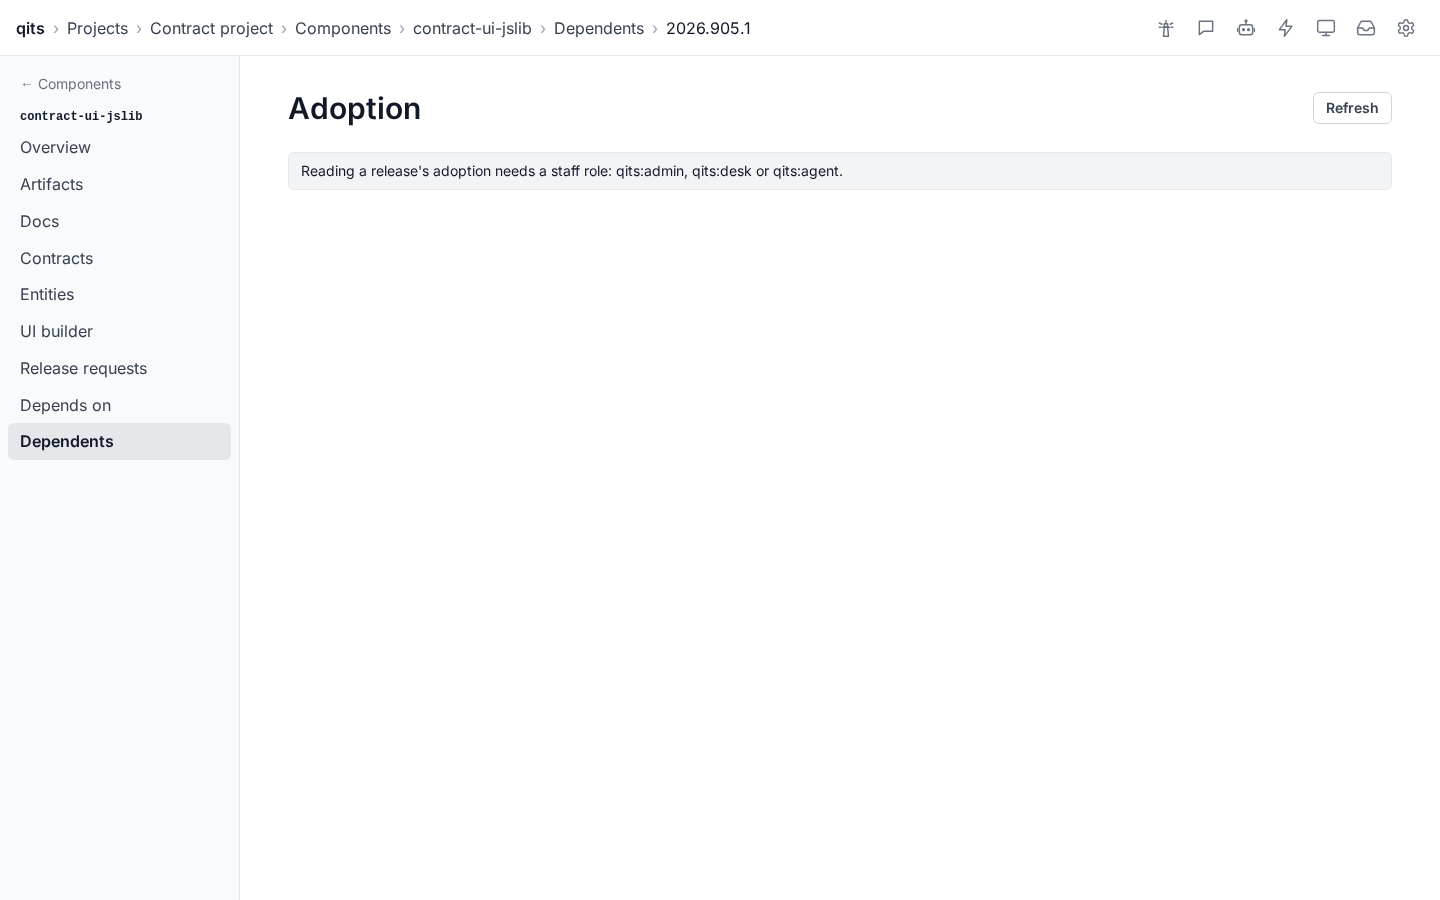 qits › Projects › Contract project › Components › contract-ui-jslib › Dependents › 2026.905.1
← Components
contract-ui-jslib
Overview
Artifacts
Docs
Contracts
Entities
UI builder
Release requests
Depends on
Dependents
Adoption
Refresh
Reading a release's adoption needs a staff role: qits:admin, qits:desk or qits:agent.